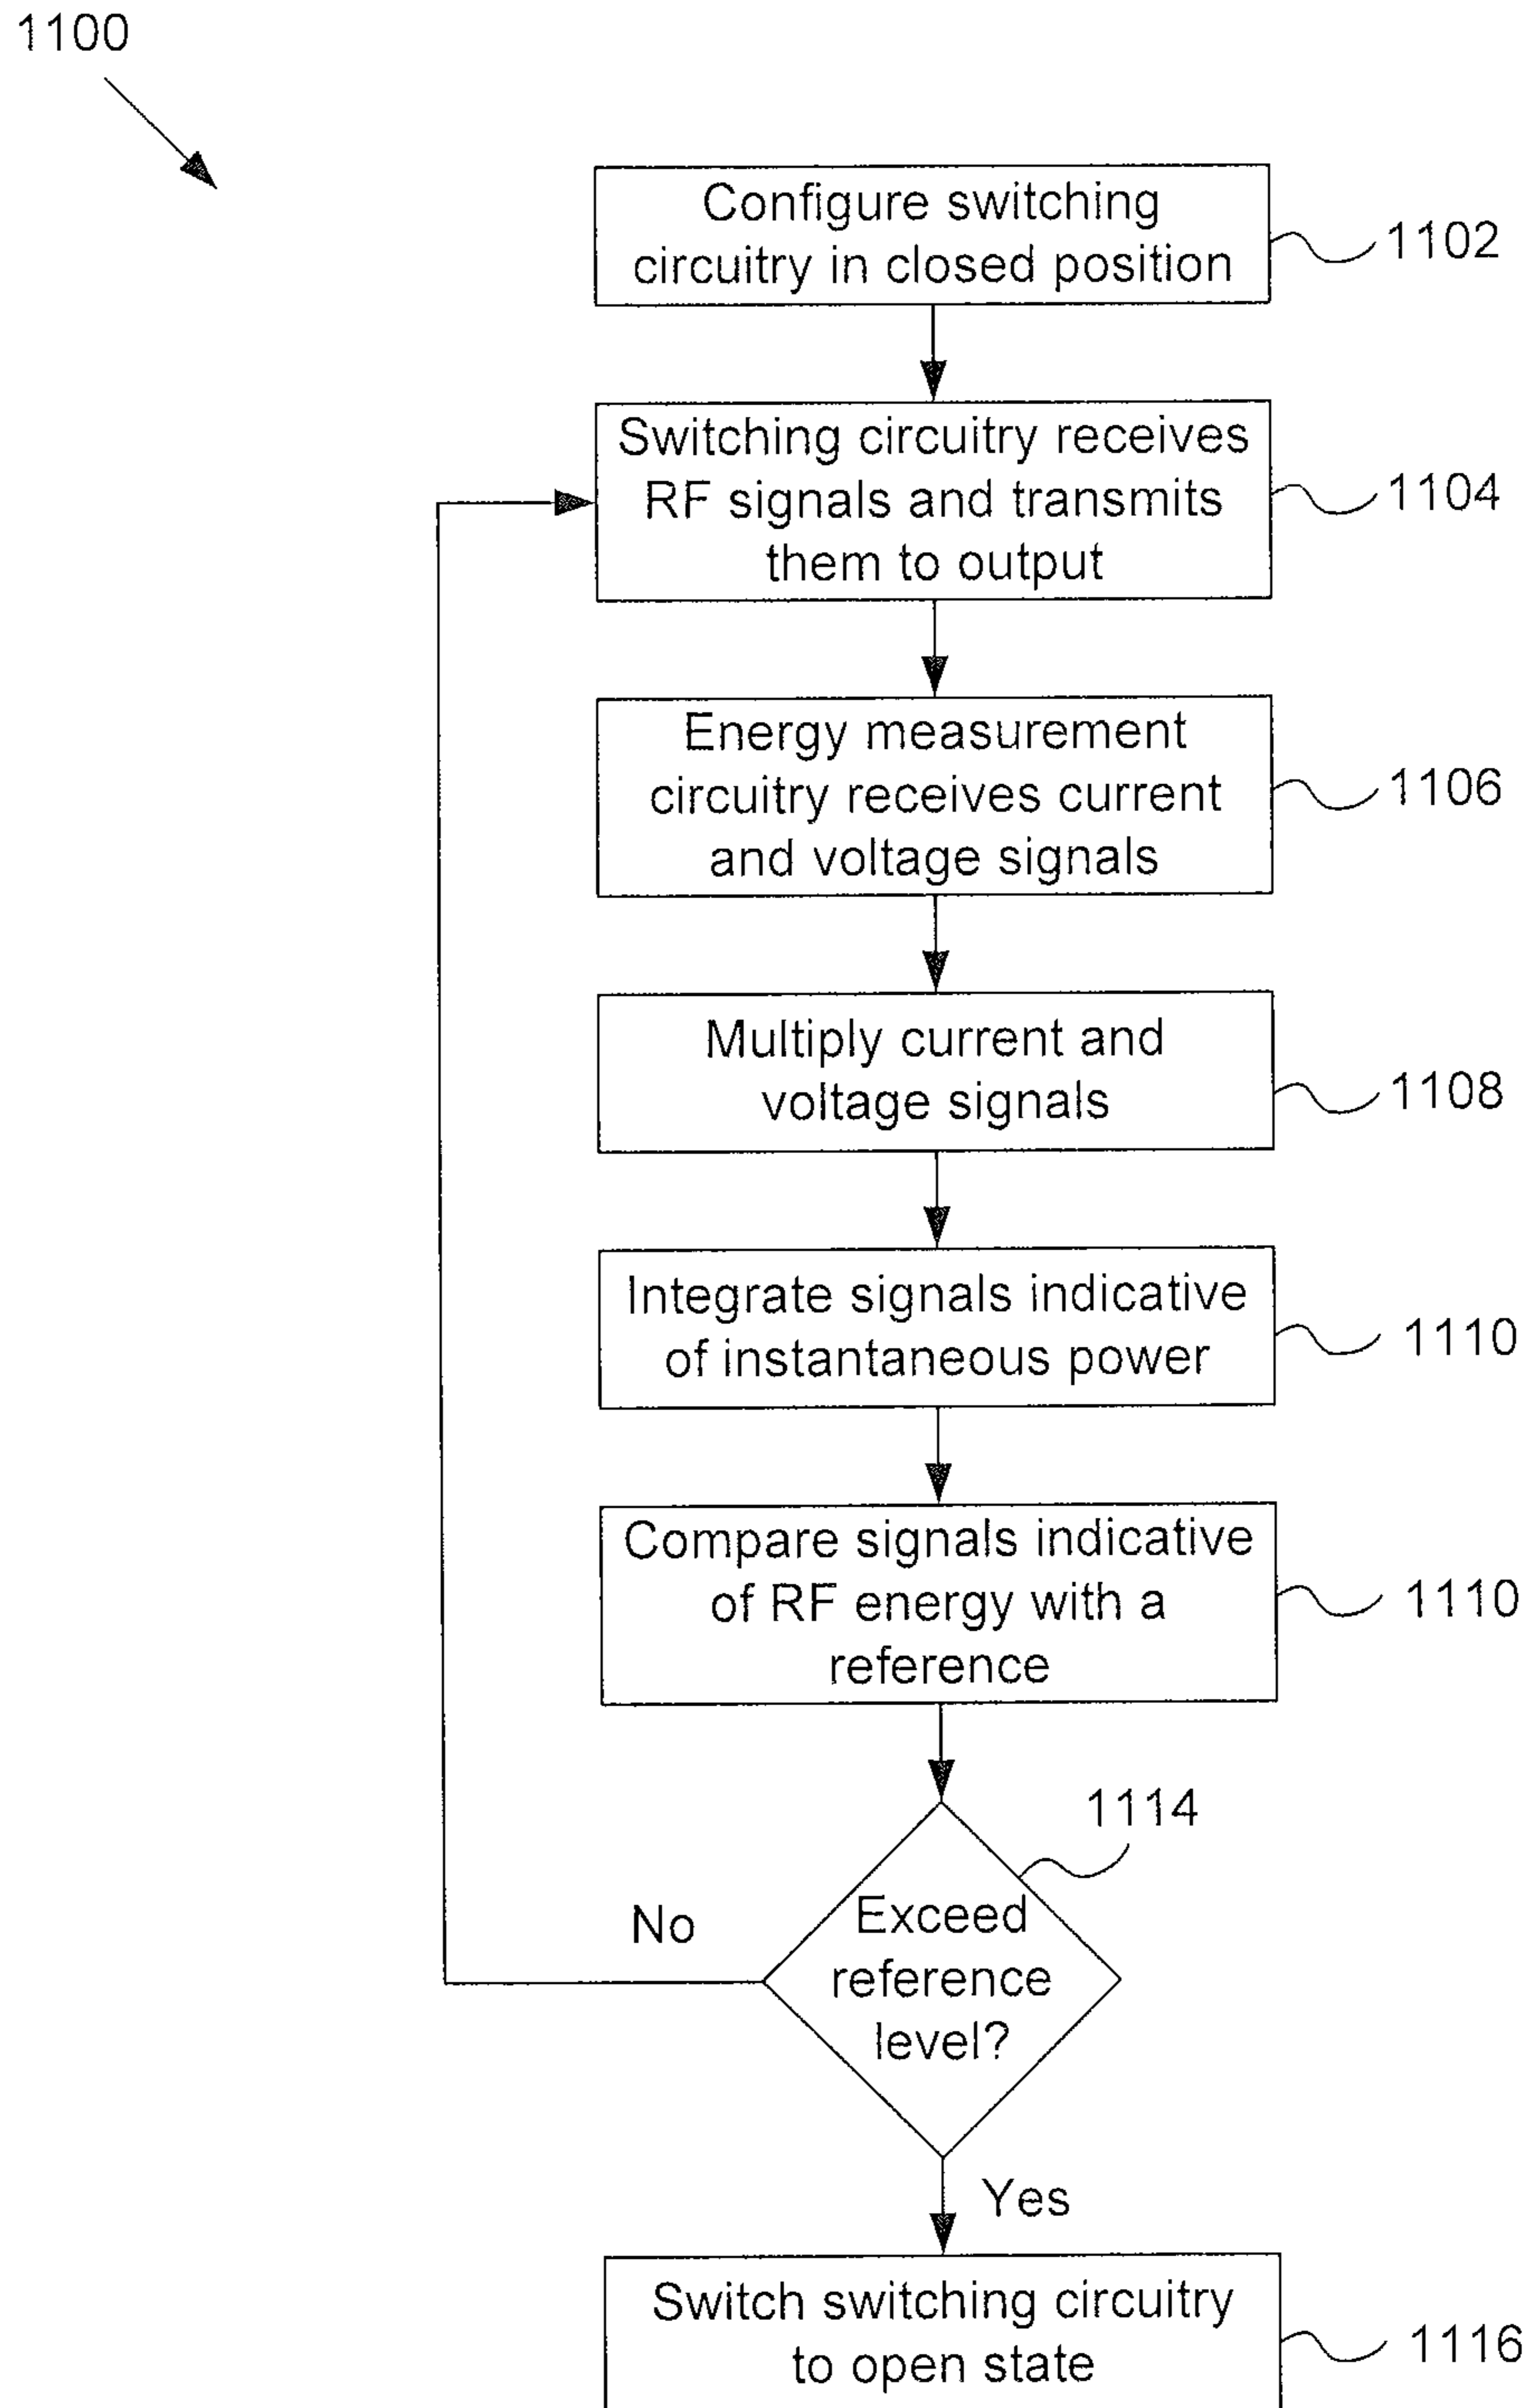 1100
Configure switching
circuitry in closed position
1102
Switching circuitry receives
RF signals and transmits
them to output
1104
Energy measurement
circuitry receives current
and voltage signals
1106
Multiply current and
voltage signals
1108
Integrate signals indicative
of instantaneous power
1110
Compare signals indicative
of RF energy with a
reference
1110
1114
Exceed
reference
level?
No
Yes
Switch switching circuitry
to open state
1116